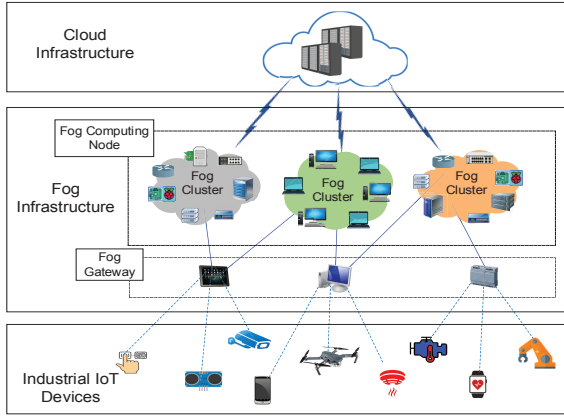 Cloud
Infrastructure
Fog Computing
Node
Fog
Cluster
Fog
Cluster
Fog
Cluster
Fog
Infrastructure
Fog
Gateway
Industrial IoT
Devices